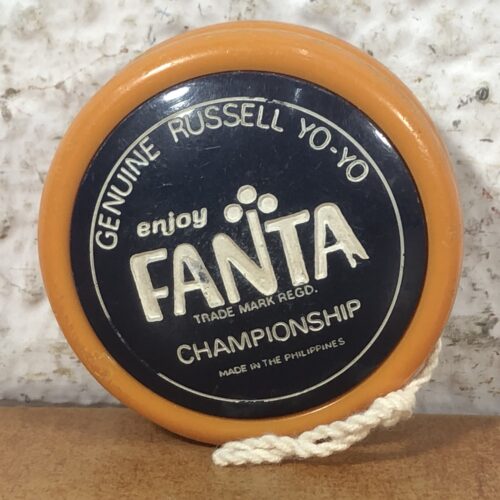 GENUINE RUSSELL YO-YO
enjoy
FANTA
TRADE MARK REGD.
CHAMPIONSHIP
MADE IN THE PHILIPPINES